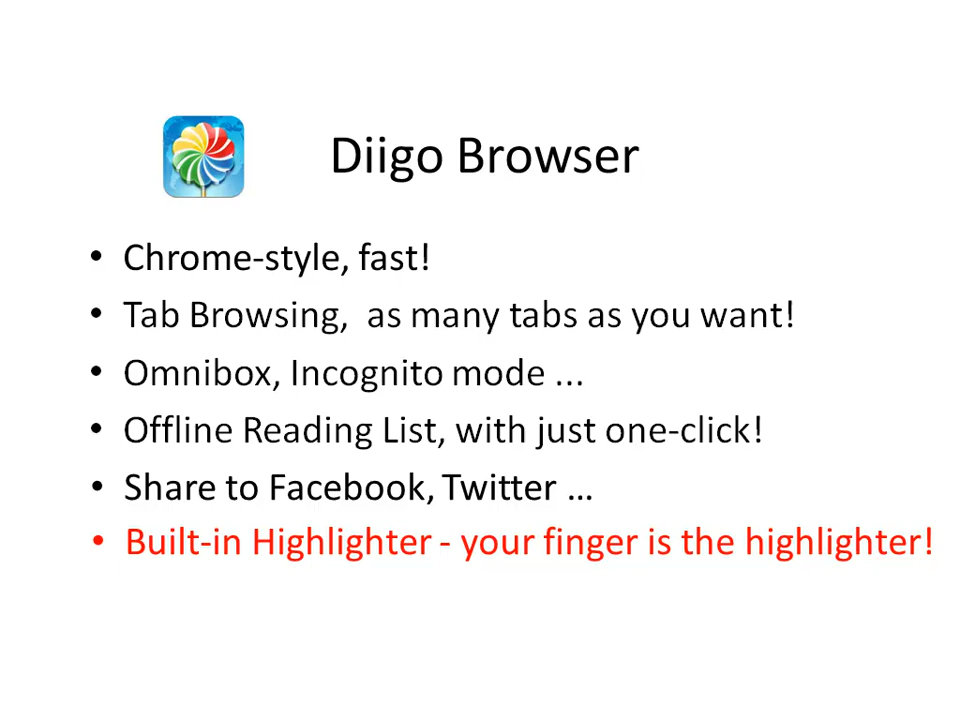 Diigo Browser
• Chrome-style, fast!
• Tab Browsing,  as many tabs as you want!
• Omnibox, Incognito mode ...
• Offline Reading List, with just one-click!
• Share to Facebook, Twitter ...
• Built-in Highlighter - your finger is the highlighter!